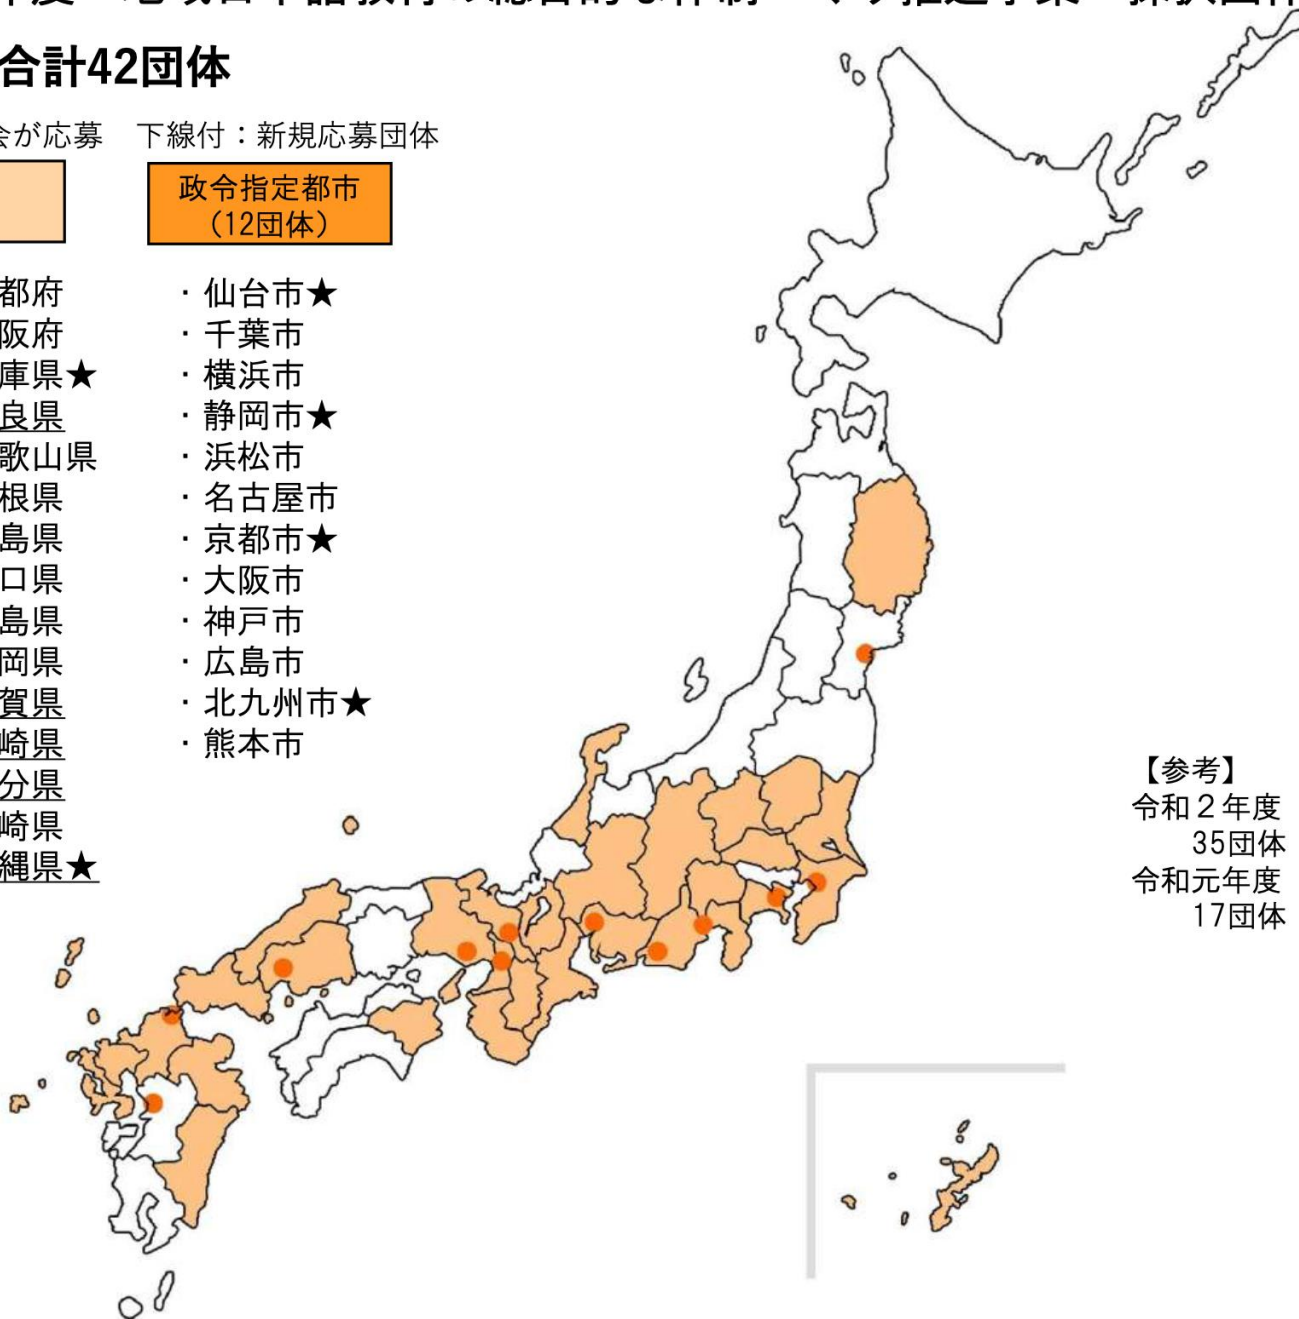 合計42団体
会が応募 下線付：新規応募団体
政令指定都市
（12団体）
都府
阪府
庫県★
良県
歌山県
根県
島県
口県
島県
岡県
賀県
崎県
分県
崎県
縄県★
・仙台市★
・千葉市
・横浜市
・静岡市★
・浜松市
・名古屋市
・京都市★
・大阪市
・神戸市
・広島市
・北九州市★
・熊本市
【参考】
令和２年度
35団体
令和元年度
17団体